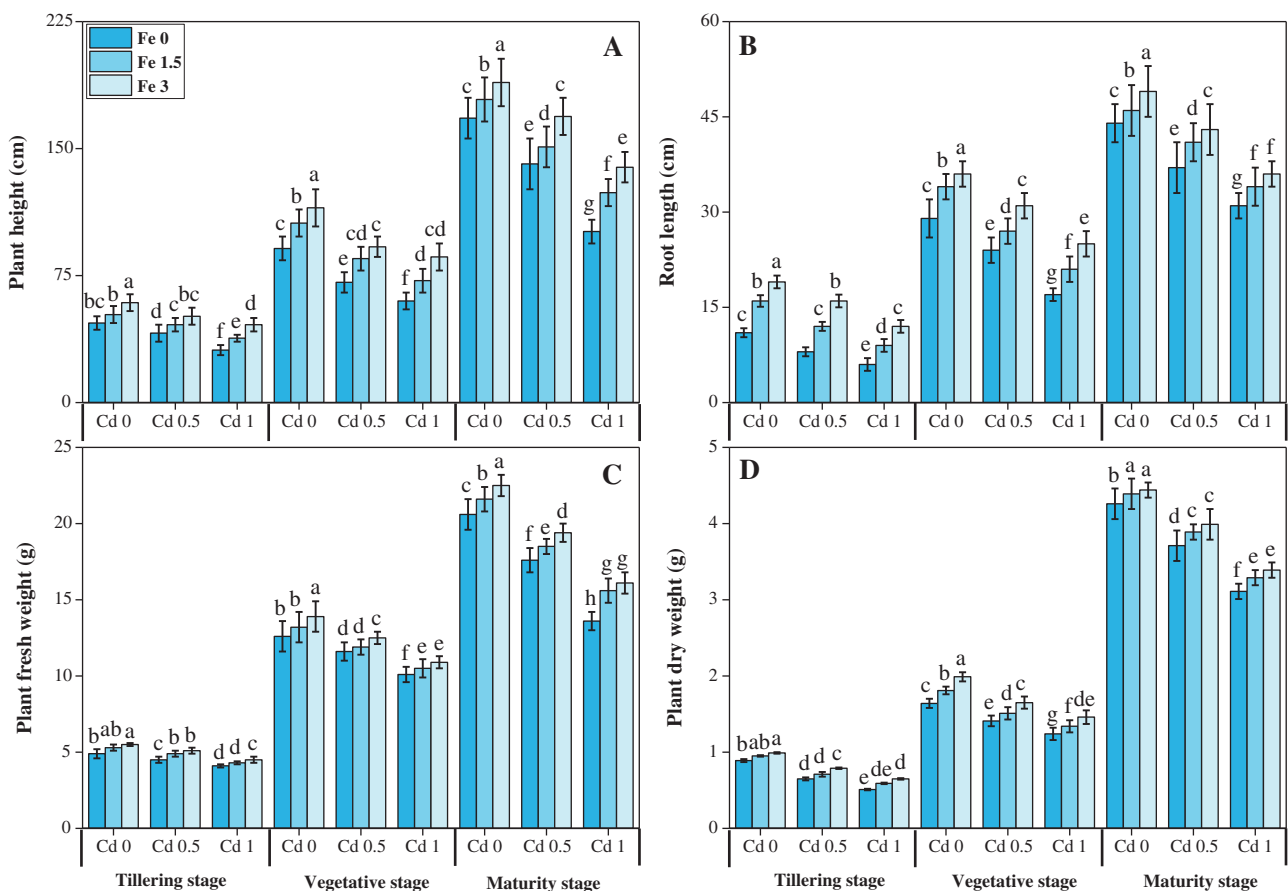 A
Fe 0
Fe 1.5
Fe 3
Plant height (cm)
225
150
75
0
bc b a d c bc f e d
c b a e cd cd f d cd
c b a e d c g f e
Cd 0 Cd 0.5 Cd 1 Cd 0 Cd 0.5 Cd 1 Cd 0 Cd 0.5 Cd 1
B
Root length (cm)
60
45
30
15
0
c b a c b e d c
c b a e d c g f e
c b a e d c g f f
Cd 0 Cd 0.5 Cd 1 Cd 0 Cd 0.5 Cd 1 Cd 0 Cd 0.5 Cd 1
C
Plant fresh weight (g)
25
20
15
10
5
0
b ab a b b b d d c
b b a d d c f e e
c b a f e d h g g
Cd 0 Cd 0.5 Cd 1 Cd 0 Cd 0.5 Cd 1 Cd 0 Cd 0.5 Cd 1
Tillering stage Vegetative stage Maturity stage
D
Plant dry weight (g)
5
4
3
2
1
0
b ab a d d c e de d
c b a e d c g f de
b a a d c c f e e
Cd 0 Cd 0.5 Cd 1 Cd 0 Cd 0.5 Cd 1 Cd 0 Cd 0.5 Cd 1
Tillering stage Vegetative stage Maturity stage